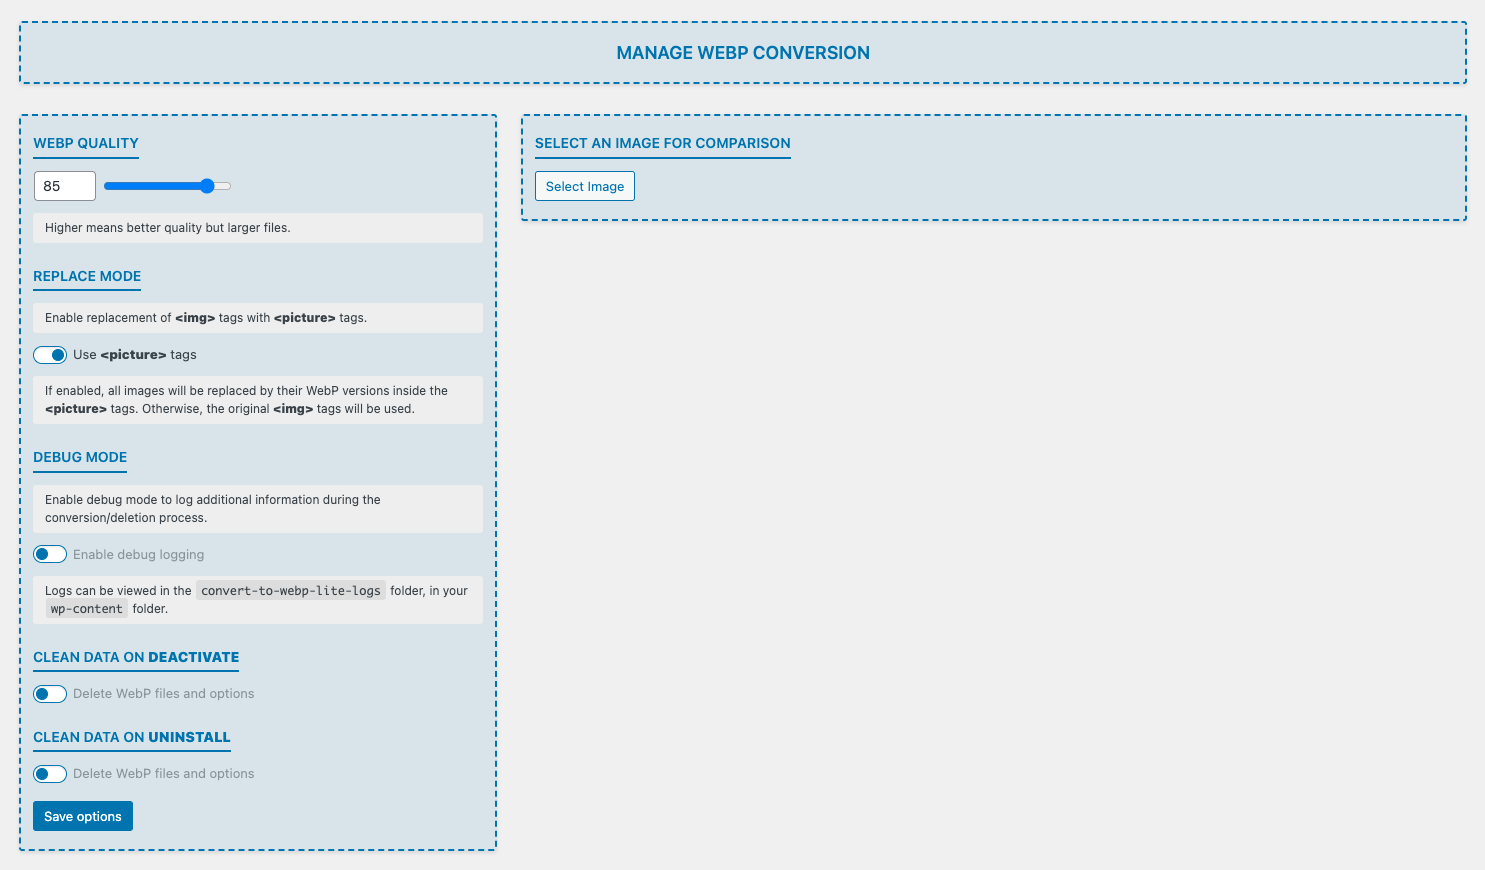 MANAGE WEBP CONVERSION
WEBP QUALITY
85
Higher means better quality but larger files.
REPLACE MODE
Enable replacement of <img> tags with <picture> tags.
Use <picture> tags
If enabled, all images will be replaced by their WebP versions inside the
<picture> tags. Otherwise, the original <img> tags will be used.
DEBUG MODE
Enable debug mode to log additional information during the
conversion/deletion process.
Enable debug logging
Logs can be viewed in the convert-to-webp-lite-logs folder, in your
wp-content folder.
CLEAN DATA ON DEACTIVATE
Delete WebP files and options
CLEAN DATA ON UNINSTALL
Delete WebP files and options
Save options
SELECT AN IMAGE FOR COMPARISON
Select Image